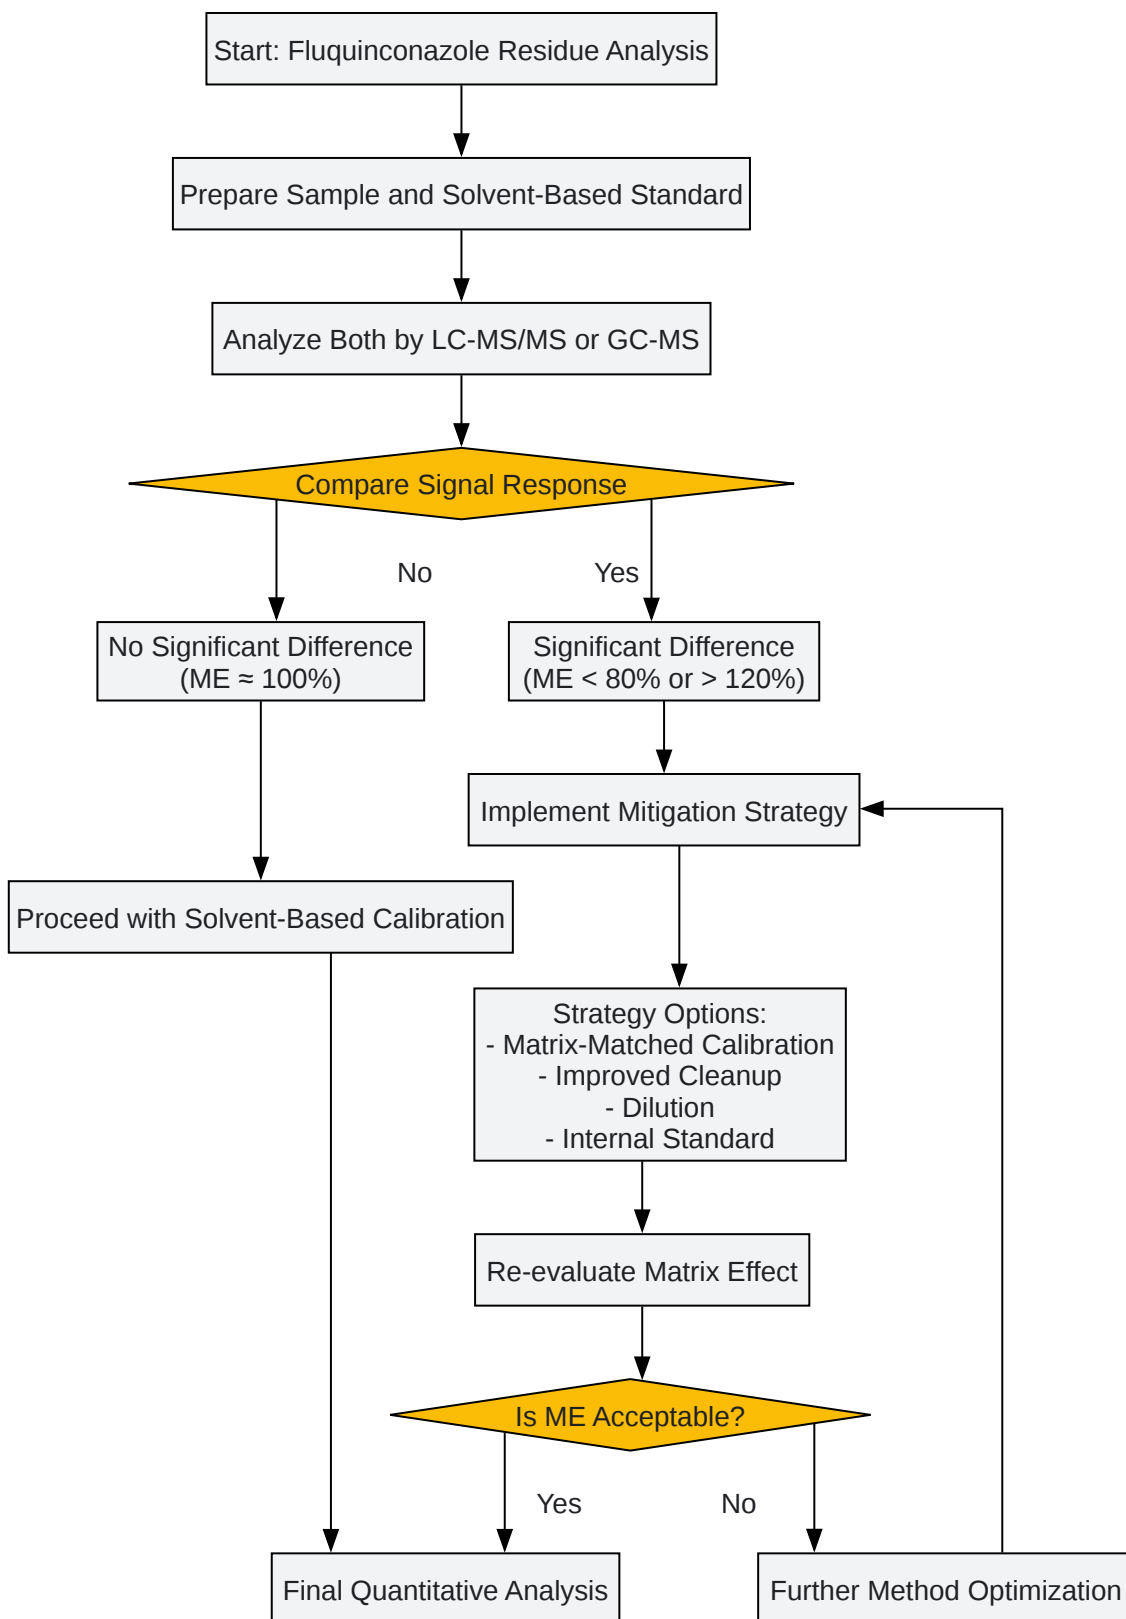 Start: Fluquinconazole Residue Analysis
Prepare Sample and Solvent-Based Standard
Analyze Both by LC-MS/MS or GC-MS
Compare Signal Response
No
Yes
No Significant Difference
(ME ≈ 100%)
Significant Difference
(ME < 80% or > 120%)
Implement Mitigation Strategy
Proceed with Solvent-Based Calibration
Strategy Options:
- Matrix-Matched Calibration
- Improved Cleanup
- Dilution
- Internal Standard
Re-evaluate Matrix Effect
Is ME Acceptable?
Yes
No
Final Quantitative Analysis
Further Method Optimization